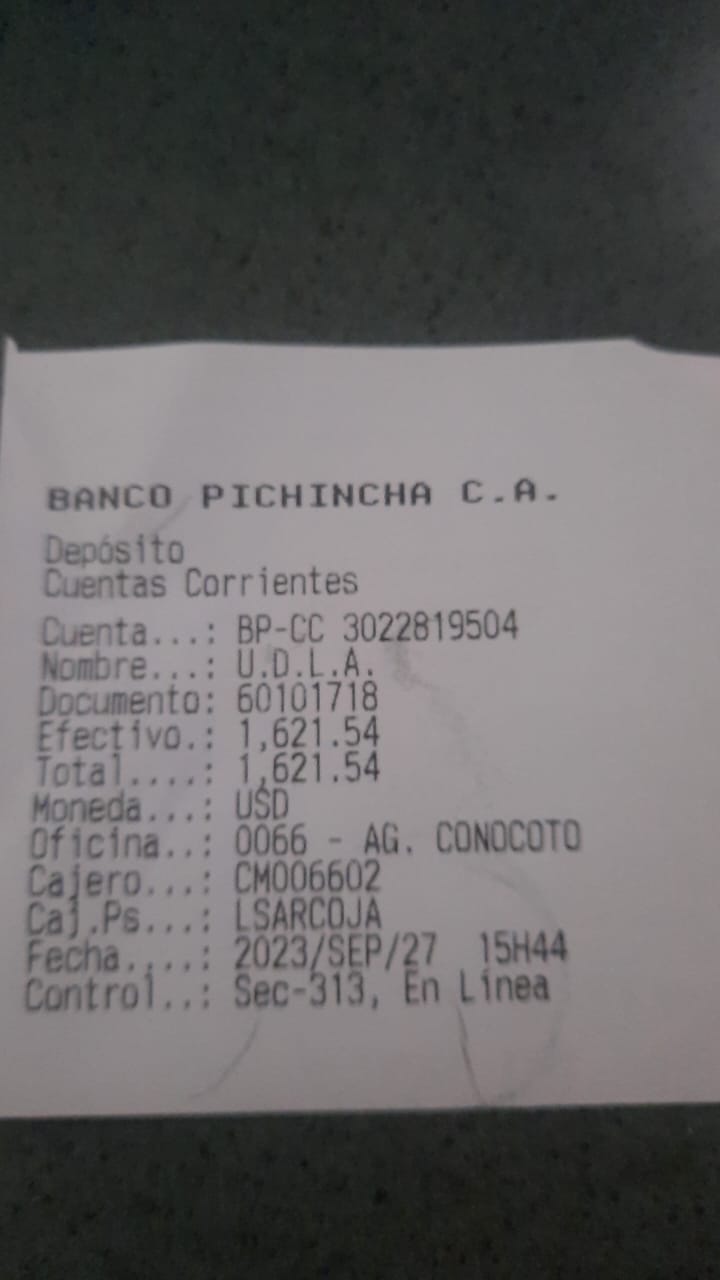 BANCO PICHINCHA C.A.
Depósito
Cuentas Corrientes
Cuenta...: BP-CC 3022819504
Nombre...: U.D.L.A.
Documento: 60101718
Efectivo.: 1,621.54
Total....: 1,621.54
Moneda...: USD
Oficina..: 0066 - AG. CONOCOTO
Cajero...: CM006602
Caj.Ps...: LSARCOJA
Fecha....: 2023/SEP/27  15H44
Control..: Sec-313, En Línea